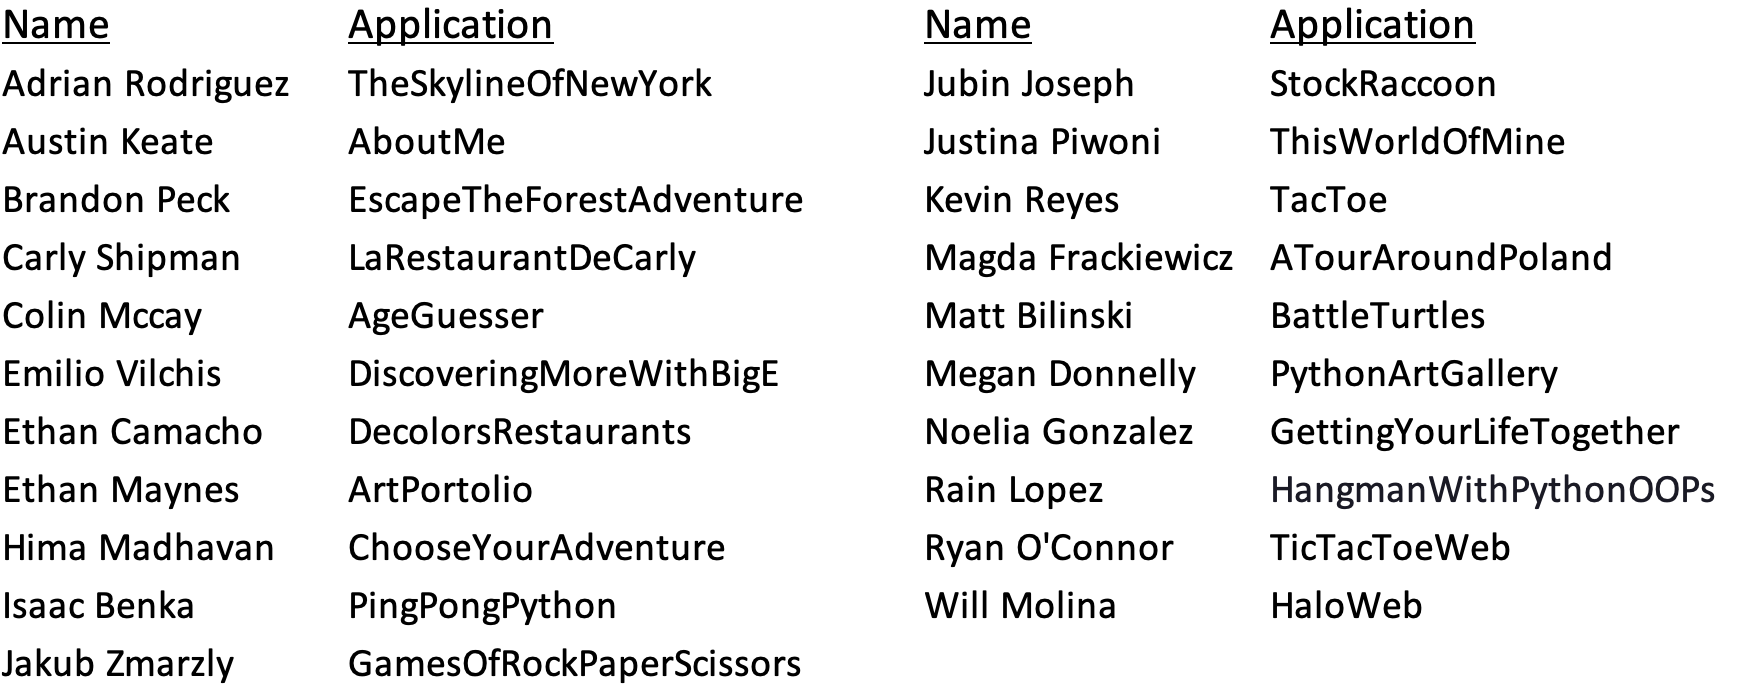 Name Application
Adrian Rodriguez TheSkylineOfNewYork
Austin Keate AboutMe
Brandon Peck EscapeTheForestAdventure
Carly Shipman LaRestaurantDeCarly
Colin Mccay AgeGuesser
Emilio Vilchis DiscoveringMoreWithBigE
Ethan Camacho DecolorsRestaurants
Ethan Maynes ArtPortolio
Hima Madhavan ChooseYourAdventure
Isaac Benka PingPongPython
Jakub Zmarzly GamesOfRockPaperScissors
Name Application
Jubin Joseph StockRaccoon
Justina Piwoni ThisWorldOfMine
Kevin Reyes TacToe
Magda Frackiewicz ATourAroundPoland
Matt Bilinski BattleTurtles
Megan Donnelly PythonArtGallery
Noelia Gonzalez GettingYourLifeTogether
Rain Lopez HangmanWithPythonOOPs
Ryan O'Connor TicTacToeWeb
Will Molina HaloWeb